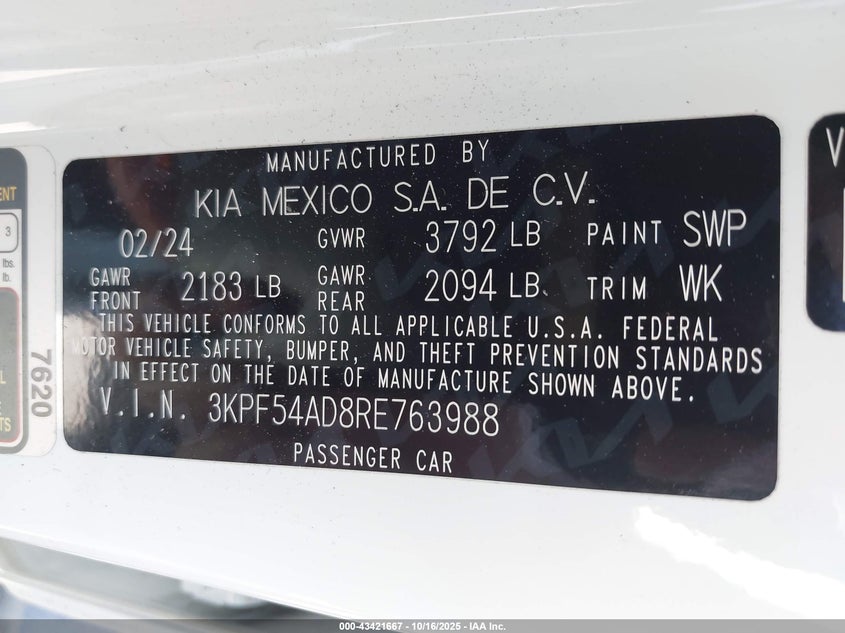 MANUFACTURED BY
KIA MEXICO S.A. DE C.V.
02/24 GVWR 3792 LB PAINT SWP
GAWR FRONT 2183 LB GAWR REAR 2094 LB TRIM WK
THIS VEHICLE CONFORMS TO ALL APPLICABLE U.S.A. FEDERAL
MOTOR VEHICLE SAFETY, BUMPER, AND THEFT PREVENTION STANDARDS
IN EFFECT ON THE DATE OF MANUFACTURE SHOWN ABOVE.
V.I.N. 3KPF54AD8RE763988
PASSENGER CAR
3
lbs.
lb.
7620
000-43421667 - 10/16/2025 - IAA Inc.